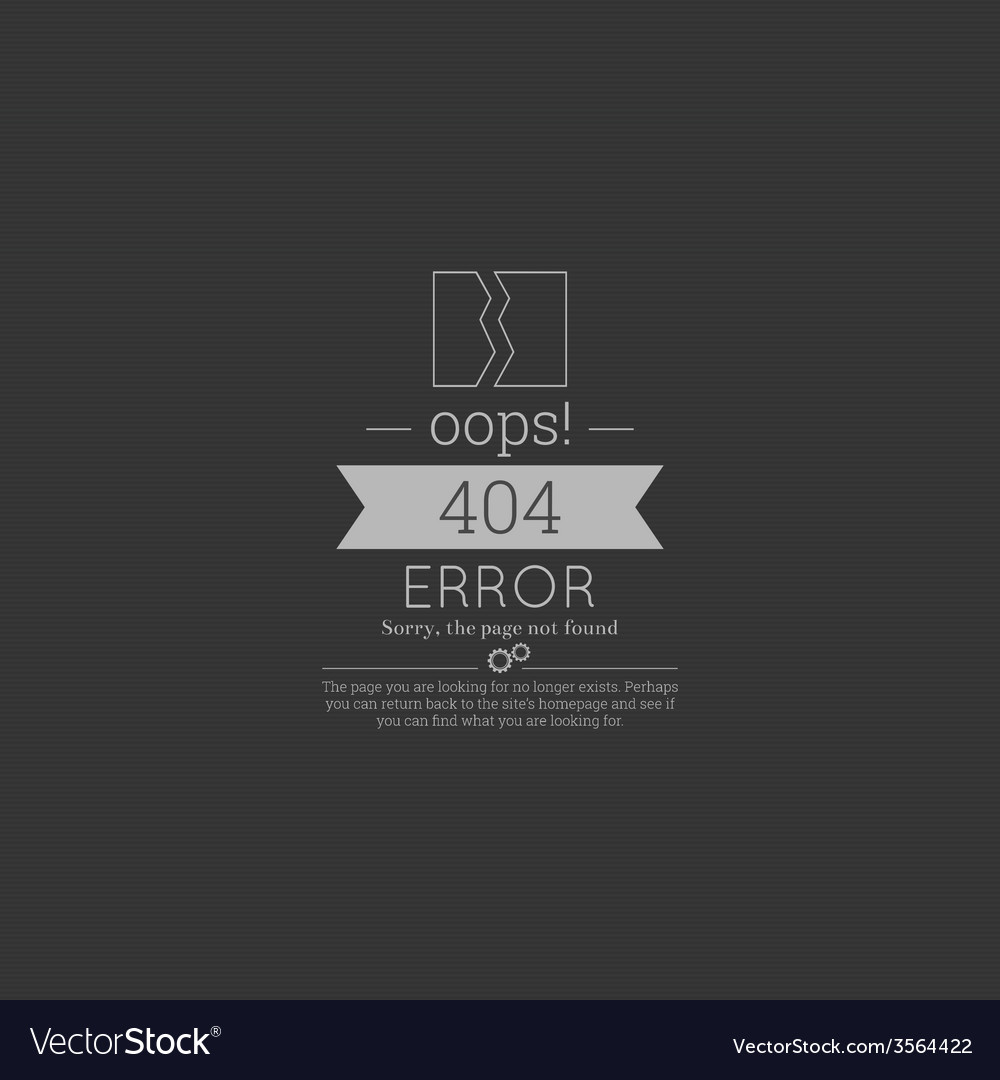 oops!
404
ERROR
Sorry, the page not found
The page you are looking for no longer exists. Perhaps
you can return back to the site's homepage and see if
you can find what you are looking for.
VectorStock®
VectorStock.com/3564422